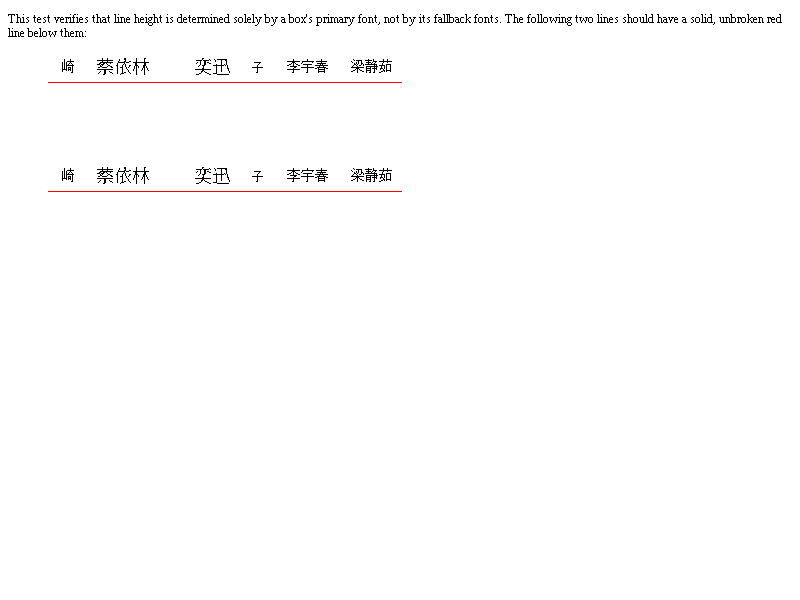 This test verifies that line height is determined solely by a box's primary font, not by its fallback fonts. The following two lines should have a solid, unbroken red
line below them:
崎 蔡依林 奕迅 子 李宇春 梁静茹
崎 蔡依林 奕迅 子 李宇春 梁静茹